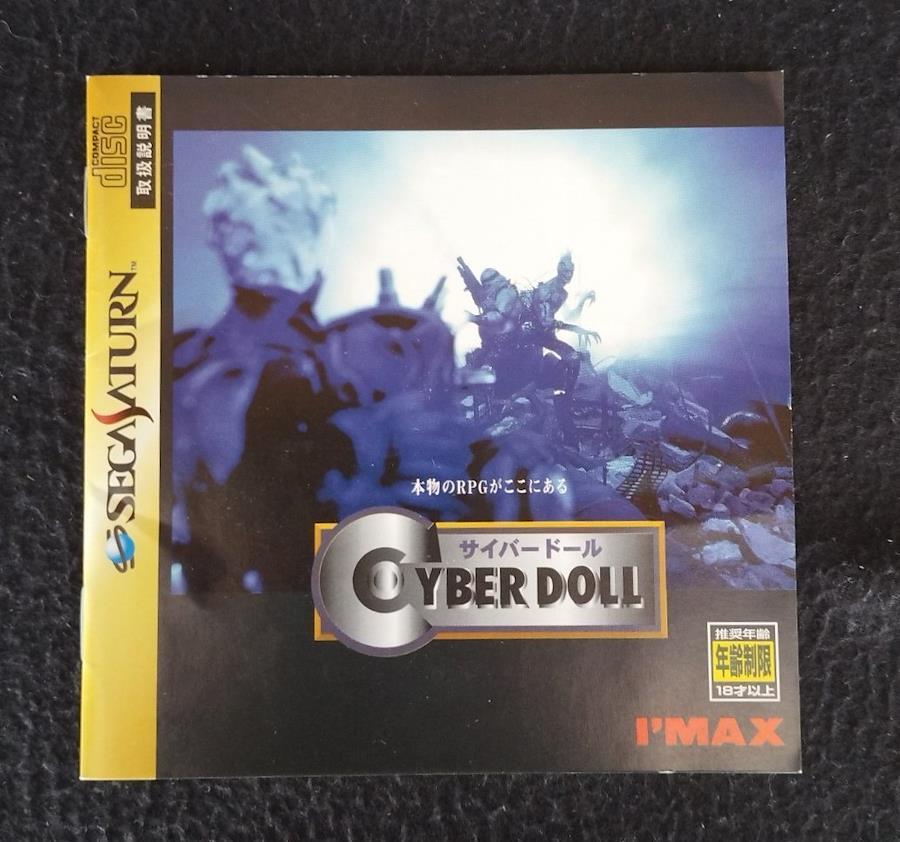 COMPACT
disc
取扱説明書
SEGA SATURN™
本物のRPGがここにある
サイバードール
CYBER DOLL
推奨年齢
年齢制限
18才以上
I'MAX